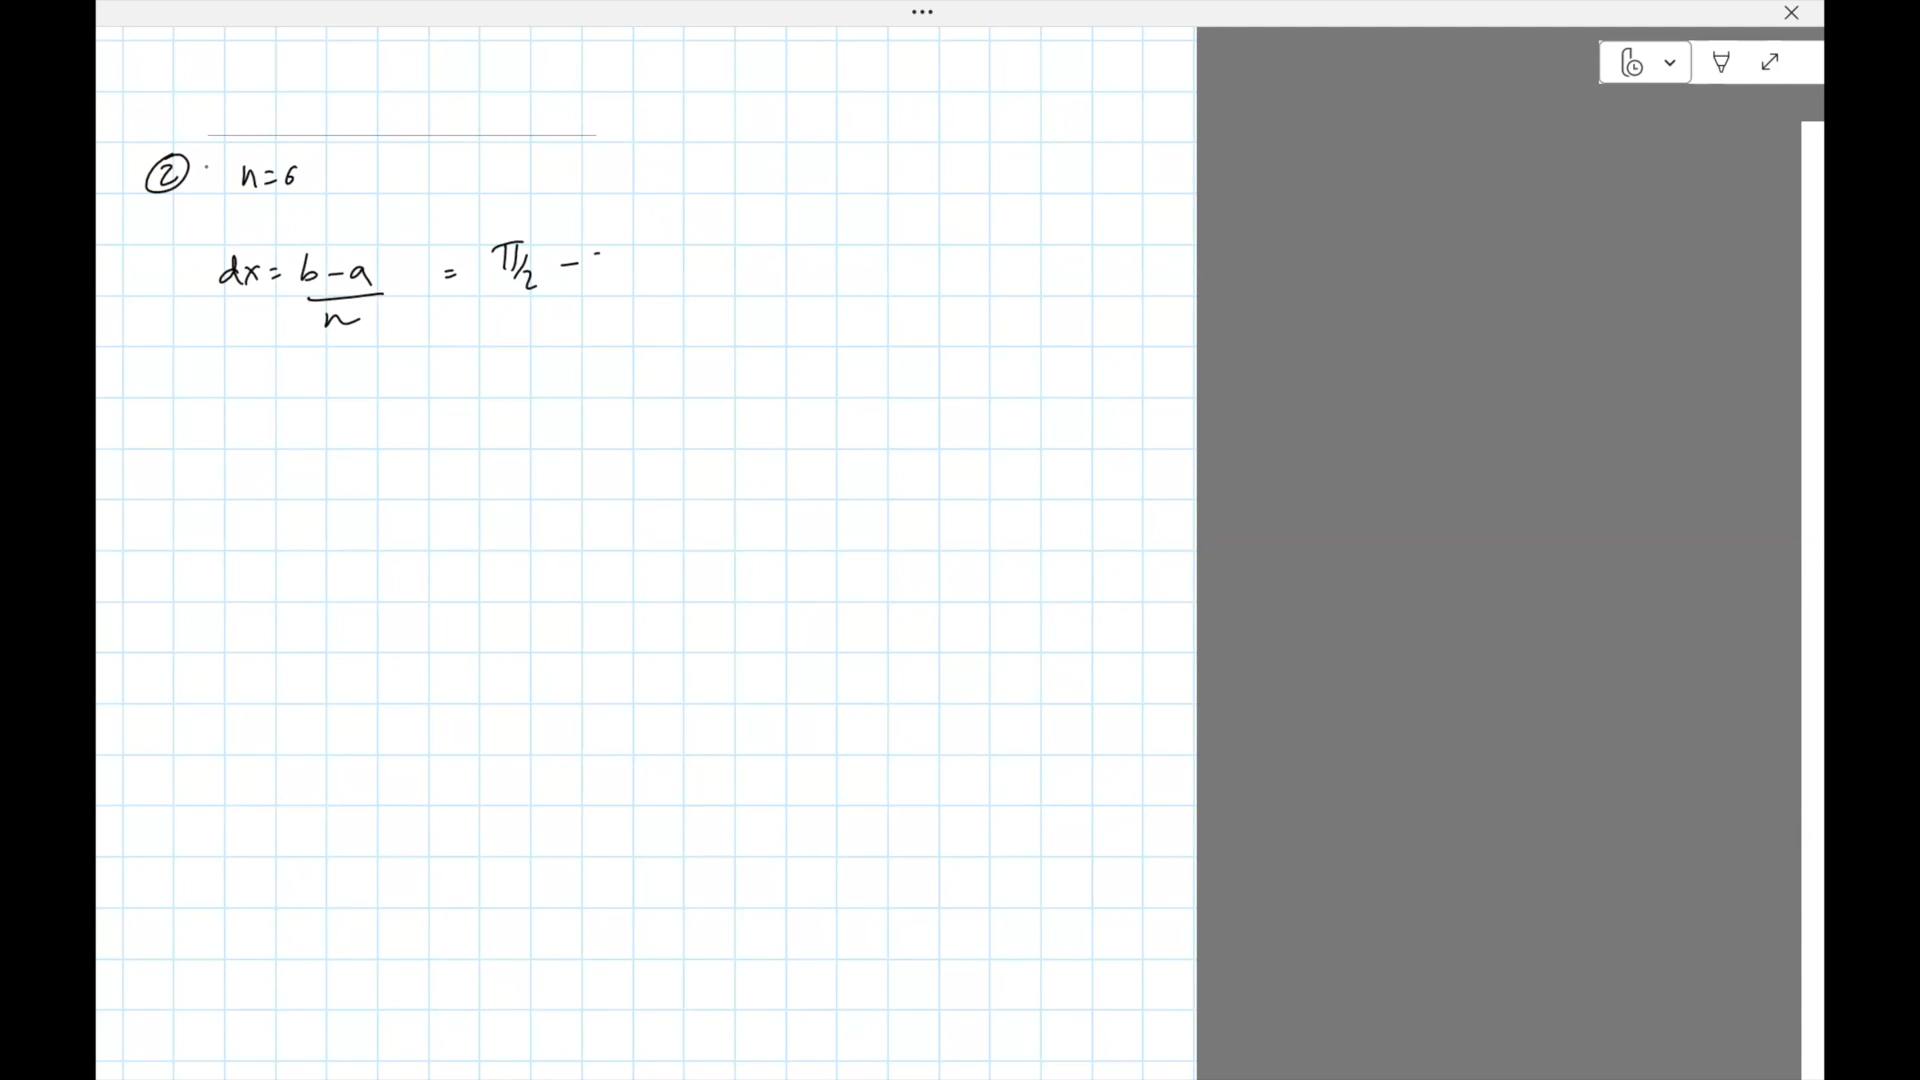 ② n=6
dx = b-a = π/2 -
n